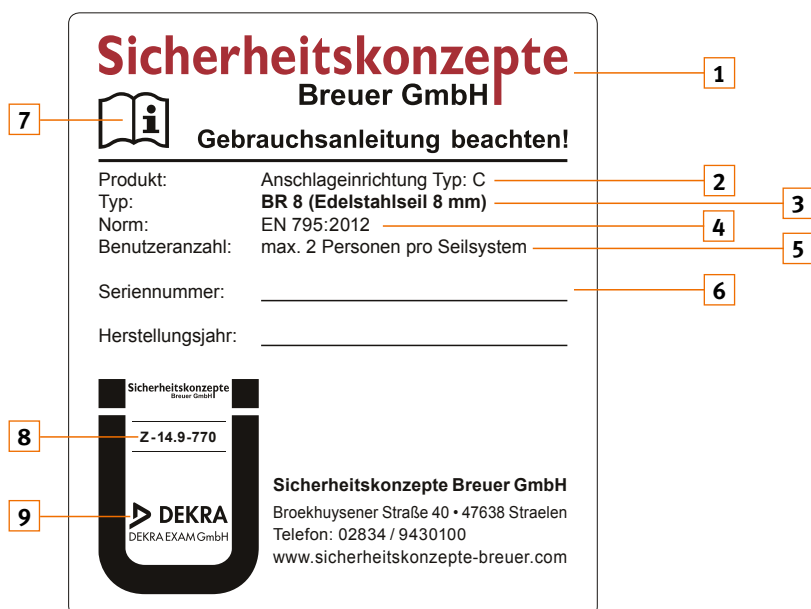 Sicherheitskonzepte
Breuer GmbH
1
7
i
Gebrauchsanleitung beachten!
Produkt: Anschlageinrichtung Typ: C
2
Typ: BR 8 (Edelstahlseil 8 mm)
3
Norm: EN 795:2012
4
Benutzeranzahl: max. 2 Personen pro Seilsystem
5
Seriennummer:
6
Herstellungsjahr:
Sicherheitskonzepte
Breuer GmbH
8
Z-14.9-770
9
DEKRA
DEKRA EXAM GmbH
Sicherheitskonzepte Breuer GmbH
Broekhuysener Straße 40 • 47638 Straelen
Telefon: 02834 / 9430100
www.sicherheitskonzepte-breuer.com